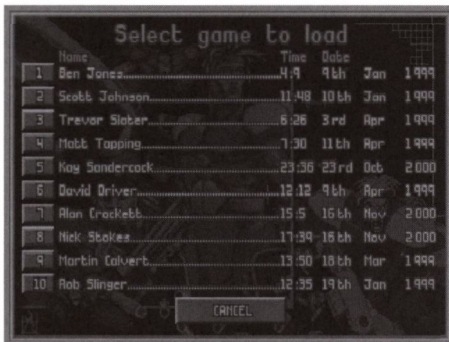 Select game to load
Name Time Date
1 Ben Jones 4:9 9th Jan 1999
2 Scott Johnson 11:48 10th Jan 1999
3 Trevor Slater 6:26 3rd Apr 1999
4 Matt Tapping 7:30 11th Apr 1999
5 Kay Sandercock 23:36 23rd Oct 2000
6 David Driver 12:12 9th Apr 1999
7 Alan Crockett 15:5 16th Nov 2000
8 Nick Stokes 17:39 16th Nov 2000
9 Martin Calvert 13:50 18th Mar 1999
10 Rob Slinger 12:35 19th Jan 1999
CANCEL